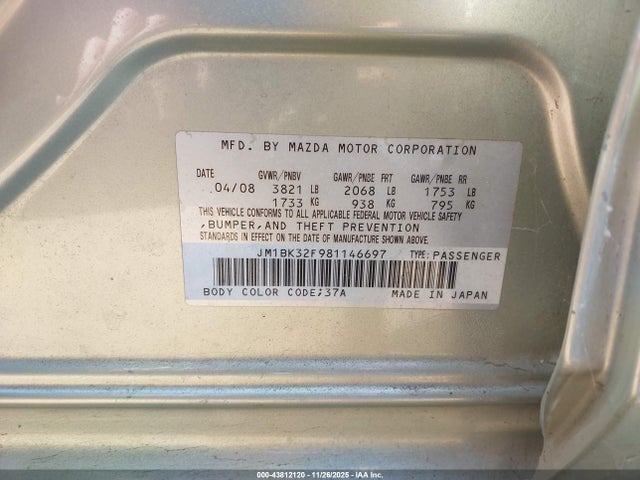 MFD. BY MAZDA MOTOR CORPORATION
DATE GVWR/PNBV GAWR/PNBE FRT GAWR/PNBE RR
04/08 3821 LB 2068 LB 1753 LB
1733 KG 938 KG 795 KG
THIS VEHICLE CONFORMS TO ALL APPLICABLE FEDERAL MOTOR VEHICLE SAFETY
,BUMPER,AND THEFT PREVENTION
STANDARDS IN EFFECT ON THE DATE OF MANUFACTURE SHOWN ABOVE.
JM1BK32F981146697 TYPE:PASSENGER
BODY COLOR CODE;37A MADE IN JAPAN
000-43812120 - 11/26/2025 - IAAI.COM